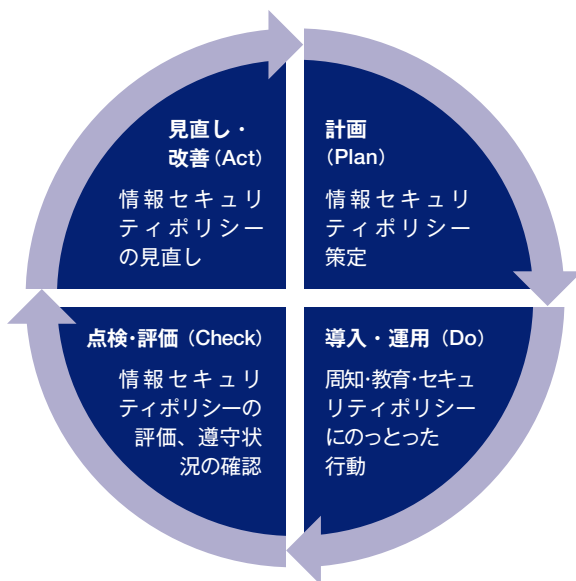 見直し・
改善(Act)
情報セキュリ
ティポリシー
の見直し
計画
(Plan)
情報セキュリ
ティポリシー
策定
点検・評価(Check)
情報セキュリ
ティポリシーの
評価、遵守状
況の確認
導入・運用(Do)
周知・教育・セキュ
リティポリシー
にのっとった
行動